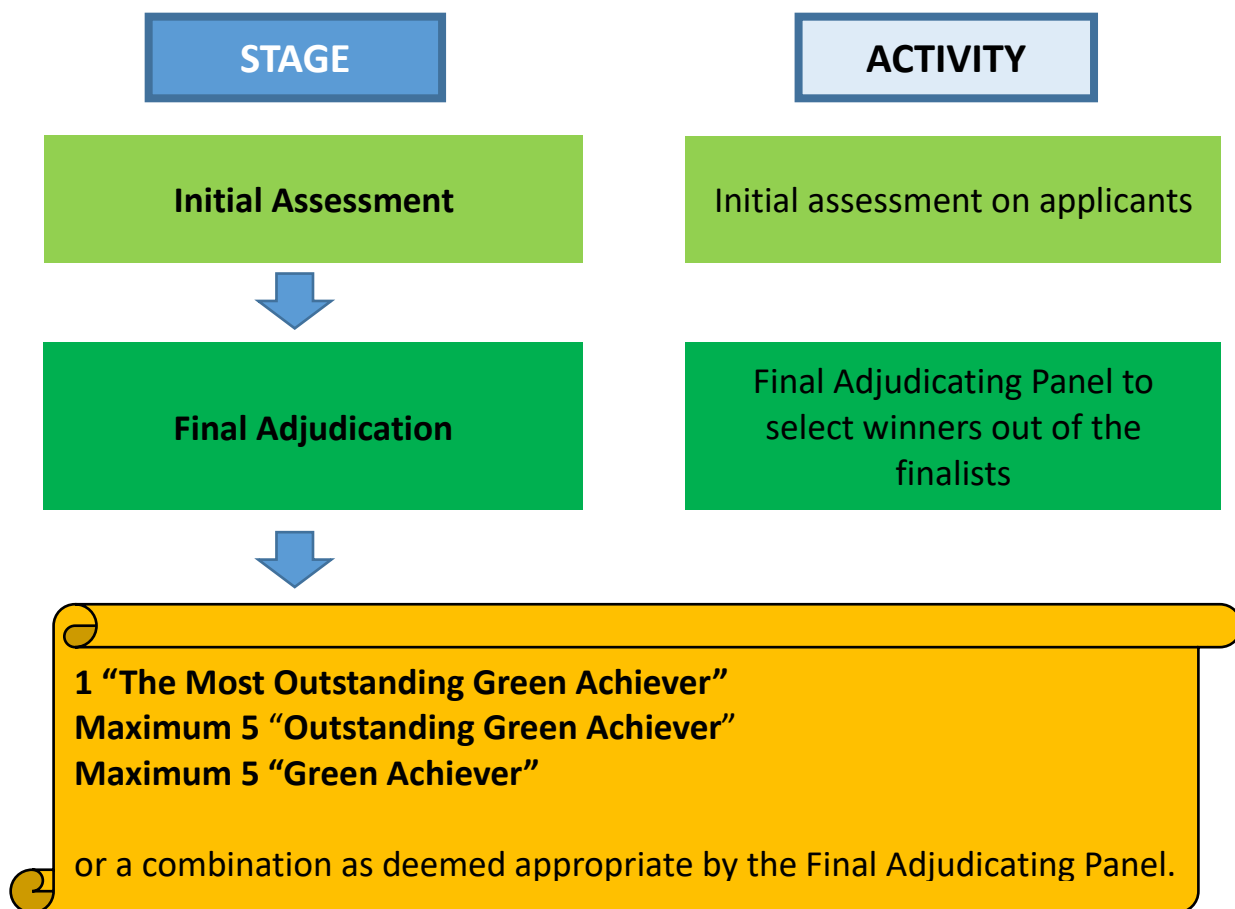 STAGE
ACTIVITY
Initial Assessment
Initial assessment on applicants
Final Adjudication
Final Adjudicating Panel to
select winners out of the
finalists
1 “The Most Outstanding Green Achiever”
Maximum 5 “Outstanding Green Achiever”
Maximum 5 “Green Achiever”
or a combination as deemed appropriate by the Final Adjudicating Panel.